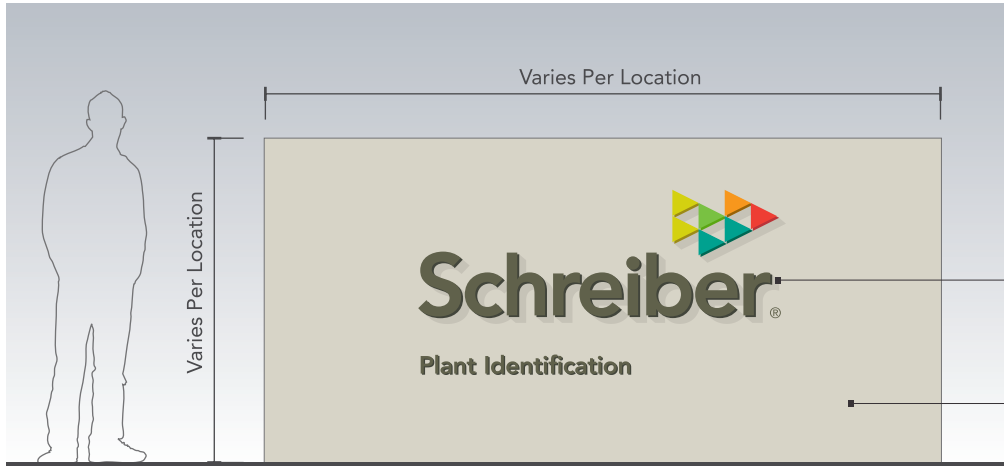 Varies Per Location
Varies Per Location
Schreiber®
Plant Identification